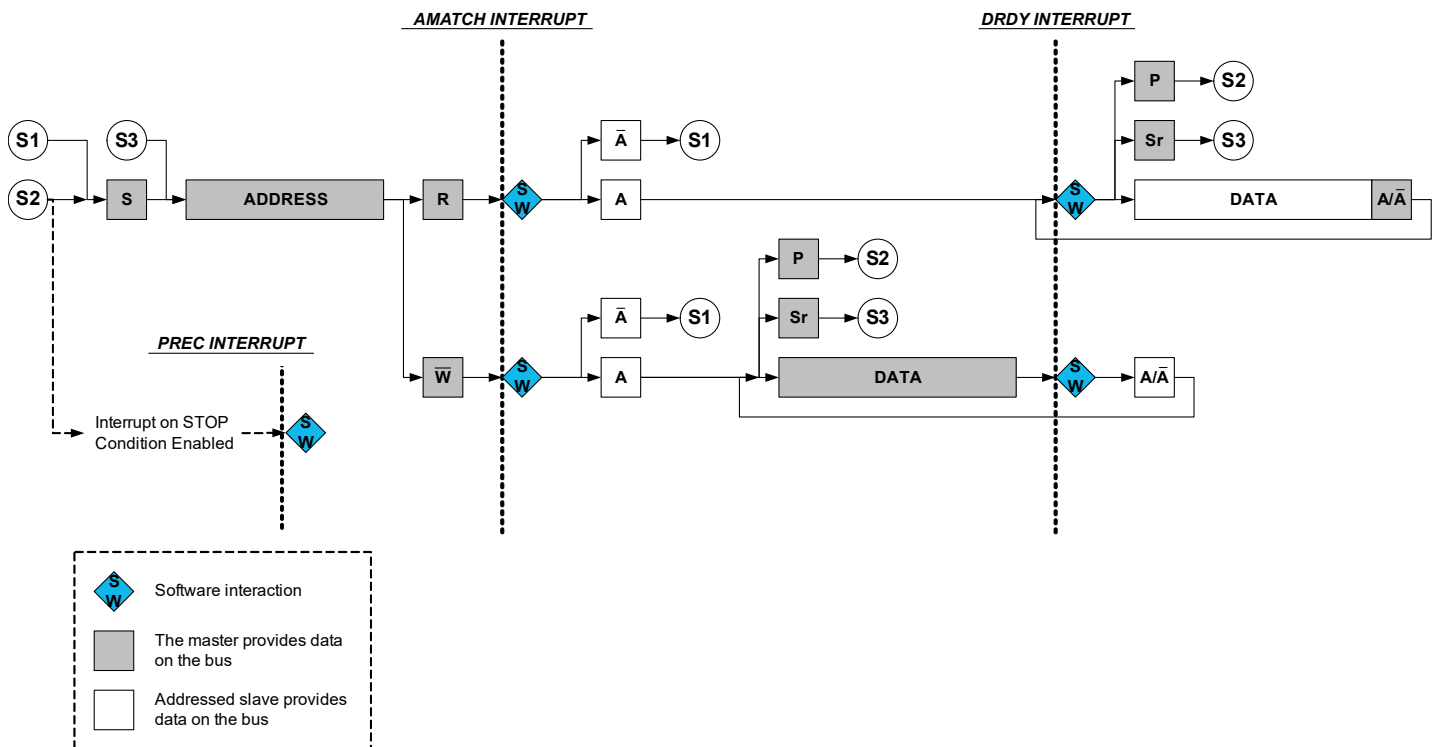 AMATCH INTERRUPT
DRDY INTERRUPT
P
S2
S1
S3
A̅
S1
Sr
S3
S2
S
ADDRESS
R
S
W
A
S
W
DATA
A/A̅
P
S2
A̅
S1
Sr
S3
PREC INTERRUPT
W̅
S
W
A
DATA
S
W
A/A̅
Interrupt on STOP
Condition Enabled
S
W
S
W
Software interaction
The master provides data
on the bus
Addressed slave provides
data on the bus